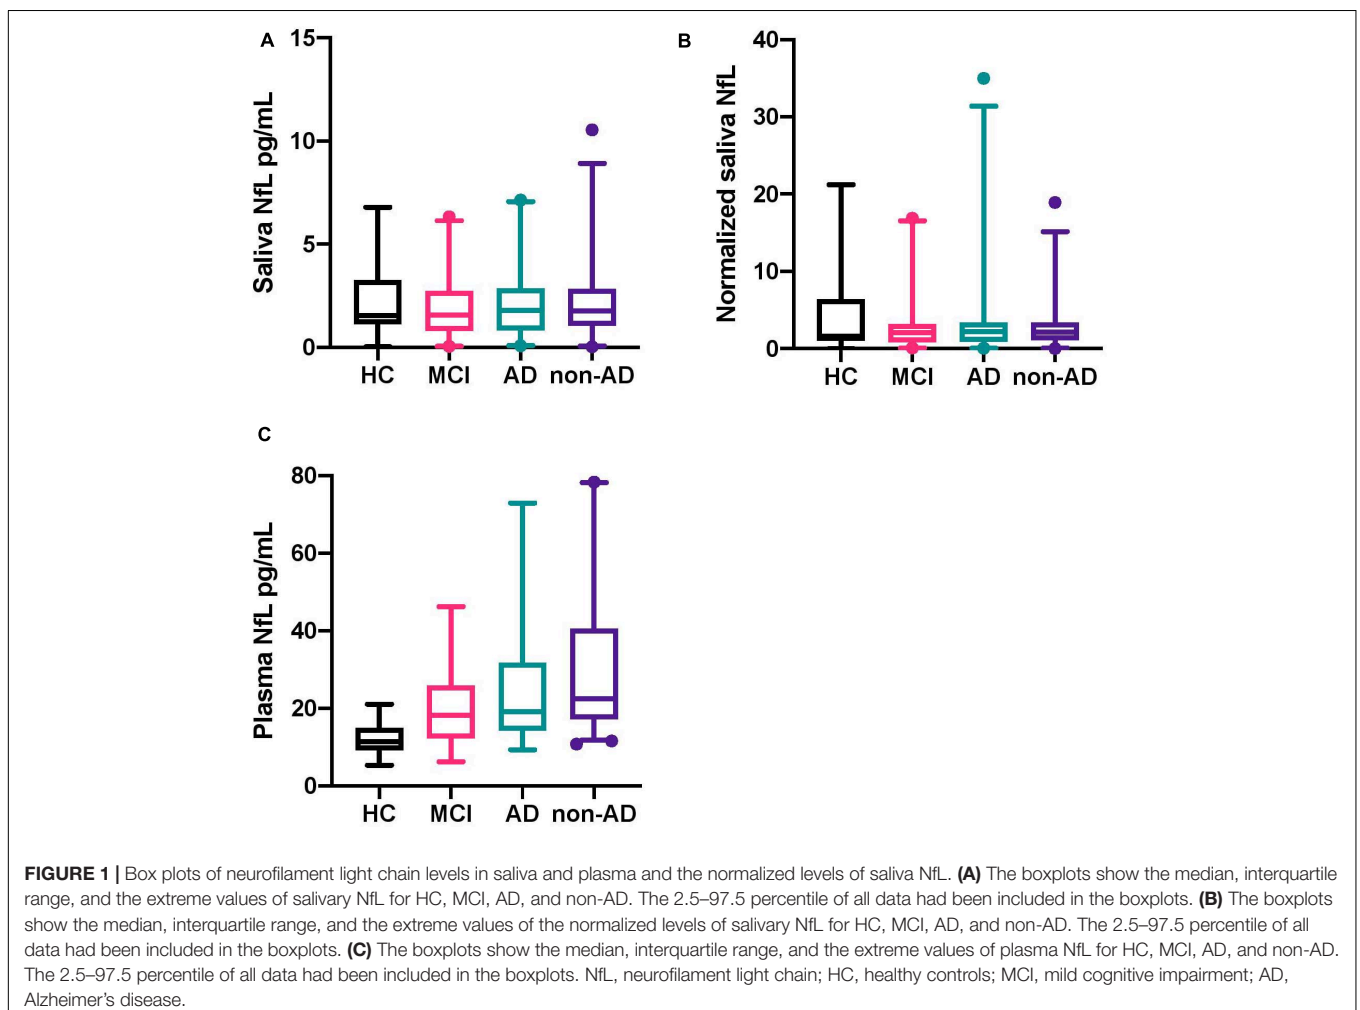 A
15
10
5
0
Saliva NfL pg/mL
HC MCI AD non-AD
B
40
30
20
10
0
Normalized saliva NfL
HC MCI AD non-AD
C
80
60
40
20
0
Plasma NfL pg/mL
HC MCI AD non-AD
FIGURE 1 | Box plots of neurofilament light chain levels in saliva and plasma and the normalized levels of saliva NfL. (A) The boxplots show the median, interquartile
range, and the extreme values of salivary NfL for HC, MCI, AD, and non-AD. The 2.5–97.5 percentile of all data had been included in the boxplots. (B) The boxplots
show the median, interquartile range, and the extreme values of the normalized levels of salivary NfL for HC, MCI, AD, and non-AD. The 2.5–97.5 percentile of all
data had been included in the boxplots. (C) The boxplots show the median, interquartile range, and the extreme values of plasma NfL for HC, MCI, AD, and non-AD.
The 2.5–97.5 percentile of all data had been included in the boxplots. NfL, neurofilament light chain; HC, healthy controls; MCI, mild cognitive impairment; AD,
Alzheimer's disease.